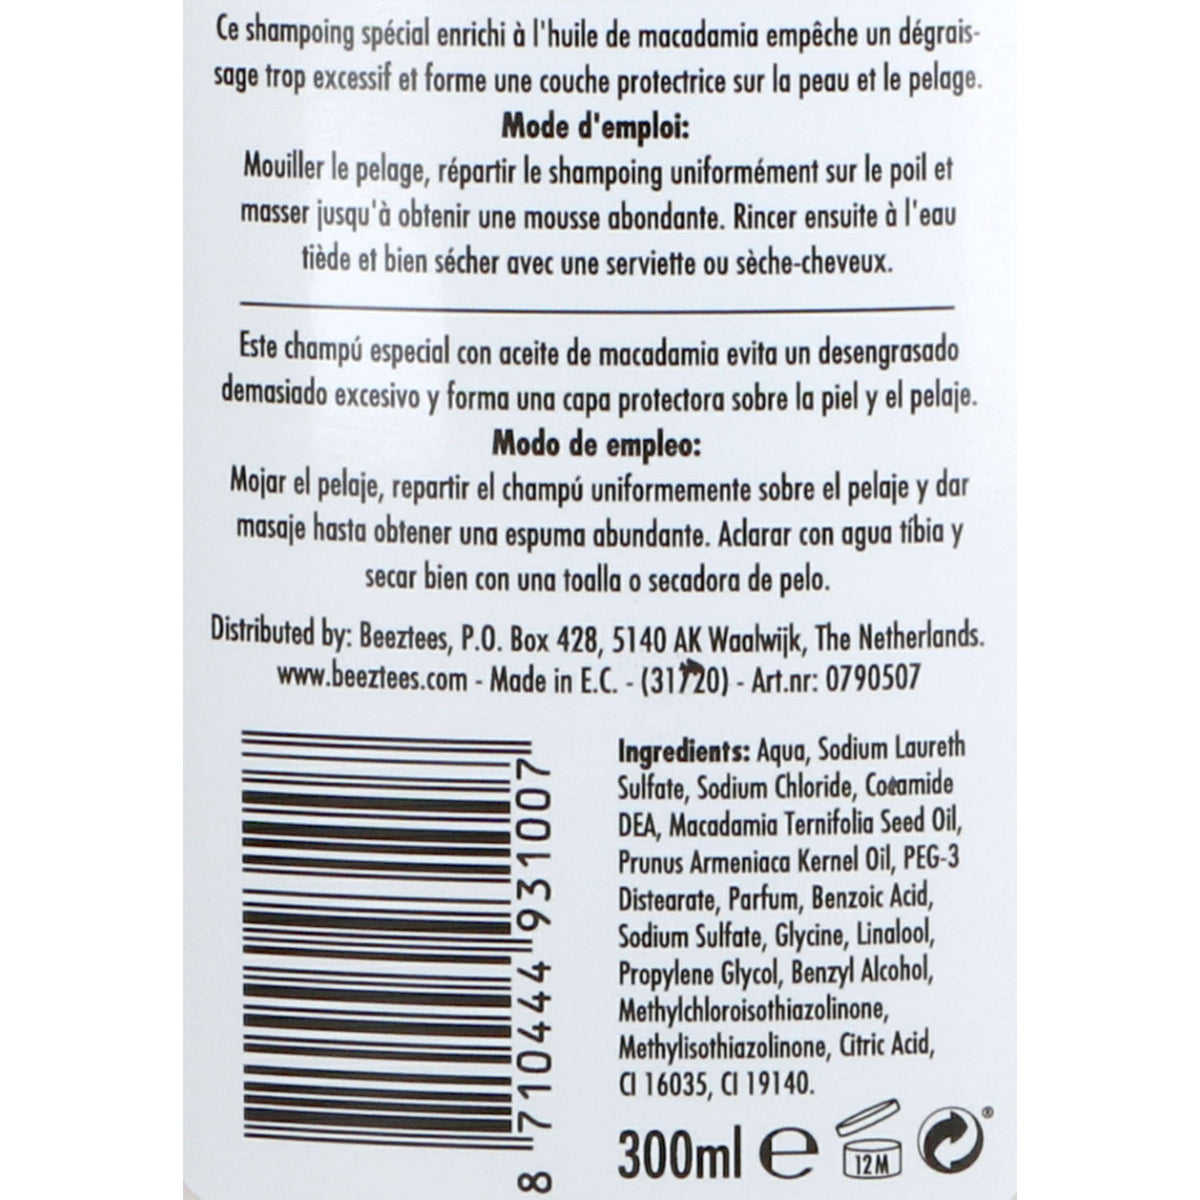 Ce shampoing spécial enrichi à l'huile de macadamia empêche un dégrais-
sage trop excessif et forme une couche protectrice sur la peau et le pelage.
Mode d'emploi:
Mouiller le pelage, répartir le shampoing uniformément sur le poil et
masser jusqu'à obtenir une mousse abondante. Rincer ensuite à l'eau
tiède et bien sécher avec une serviette ou sèche-cheveux.
Este champú especial con aceite de macadamia evita un desengrasado
demasiado excesivo y forma una capa protectora sobre la piel y el pelaje.
Modo de empleo:
Mojar el pelaje, repartir el champú uniformemente sobre el pelaje y dar
masaje hasta obtener una espuma abundante. Aclarar con agua tíbia y
secar bien con una toalla o secadora de pelo.
Distributed by: Beeztees, P.O. Box 428, 5140 AK Waalwijk, The Netherlands.
www.beeztees.com - Made in E.C. - (31720) - Art.nr: 0790507
Ingredients: Aqua, Sodium Laureth
Sulfate, Sodium Chloride, Cocamide
DEA, Macadamia Ternifolia Seed Oil,
Prunus Armeniaca Kernel Oil, PEG-3
Distearate, Parfum, Benzoic Acid,
Sodium Sulfate, Glycine, Linalool,
Propylene Glycol, Benzyl Alcohol,
Methylchloroisothiazolinone,
Methylisothiazolinone, Citric Acid,
CI 16035, CI 19140.
8 710444 931007
300ml e
12M
®